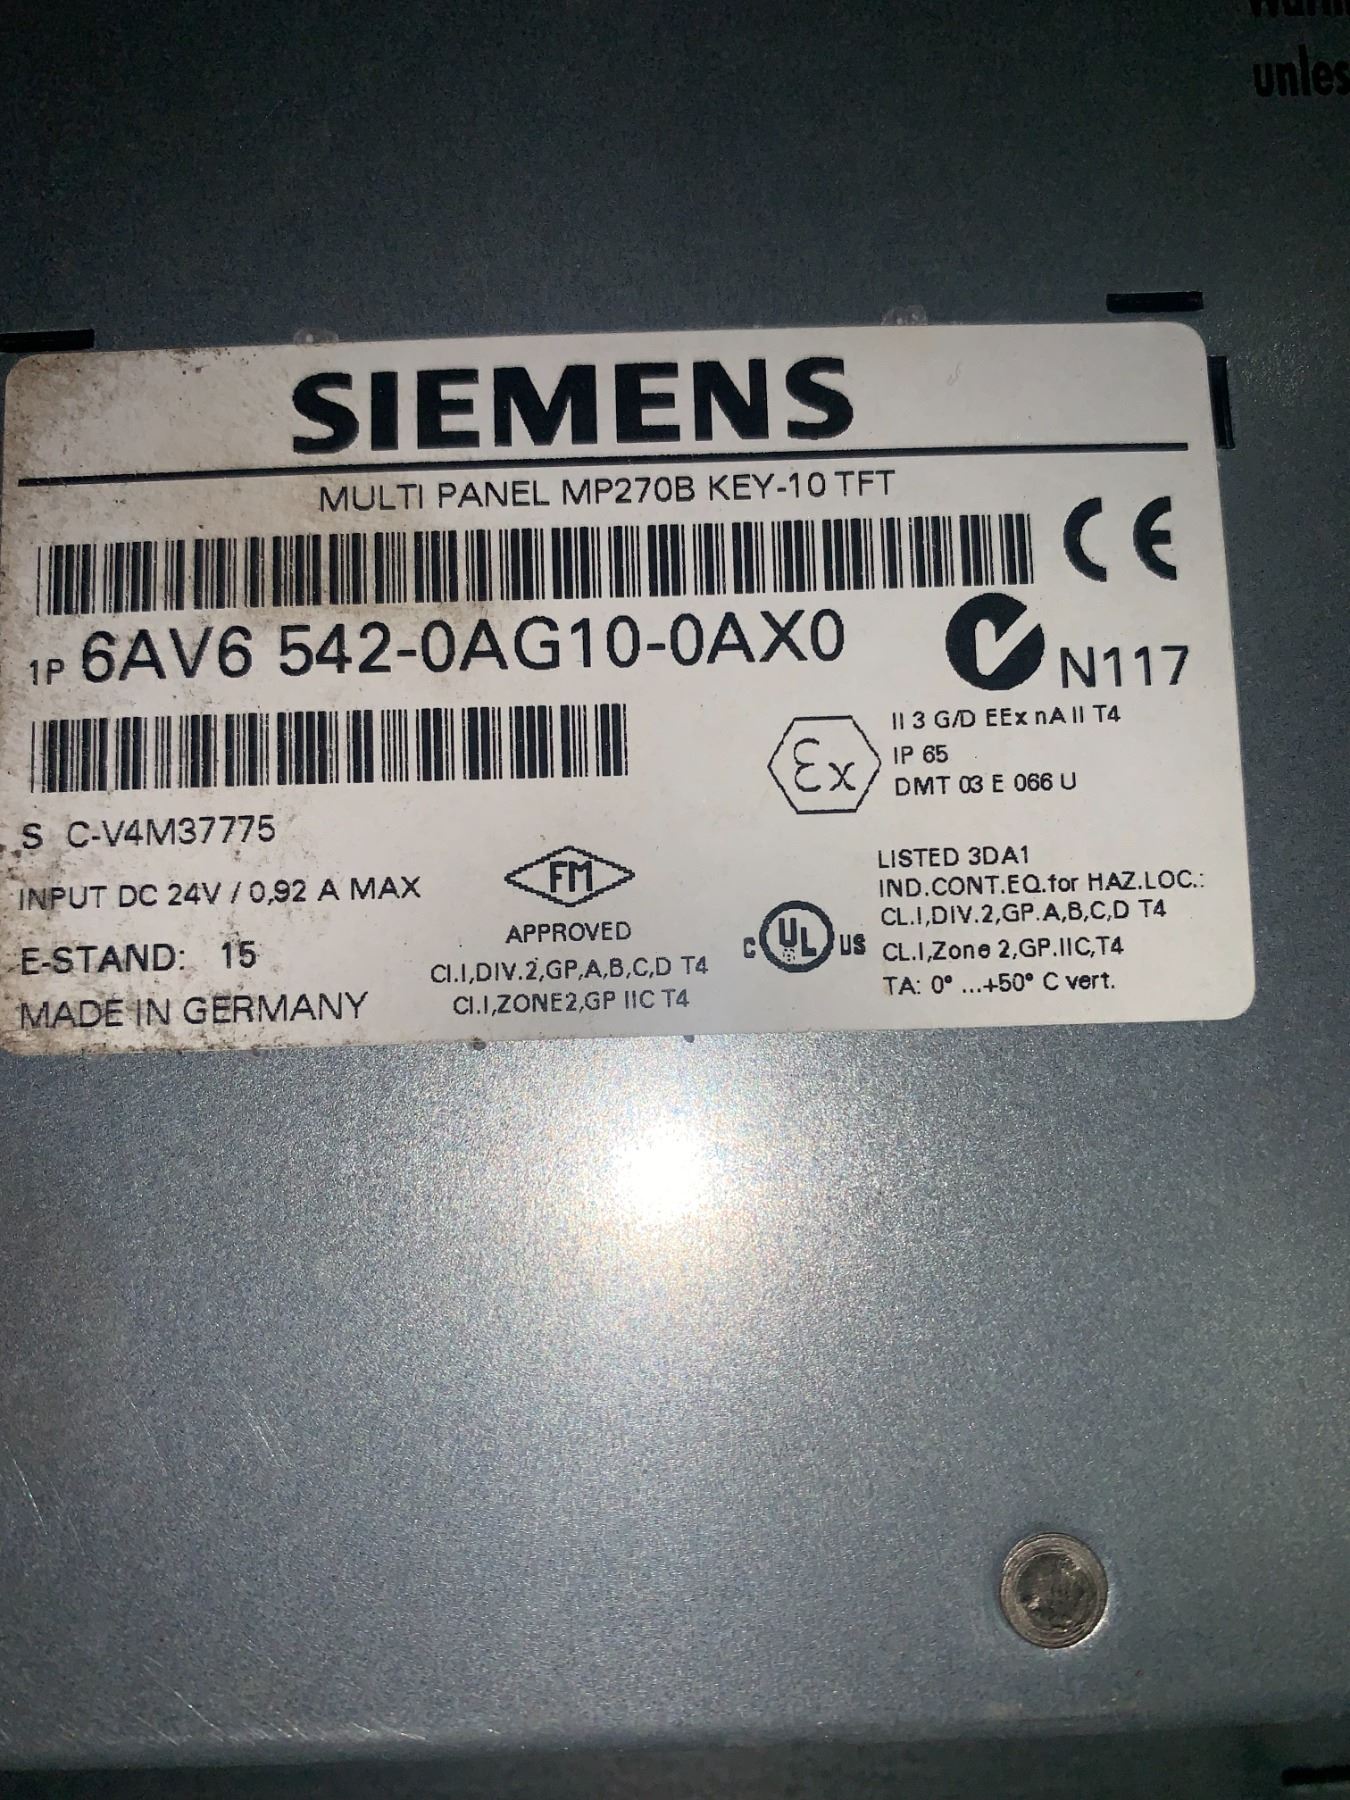 unles
SIEMENS
MULTI PANEL MP270B KEY-10 TFT
CE
1P 6AV6 542-0AG10-0AX0
N117
II 3 G/D EEx nA II T4
Ex
IP 65
DMT 03 E 066 U
S C-V4M37775
INPUT DC 24V / 0,92 A MAX
E-STAND: 15
MADE IN GERMANY
FM
APPROVED
Cl.I,DIV.2,GP,A,B,C,D T4
Cl.I,ZONE2,GP IIC T4
C UL US
LISTED 3DA1
IND.CONT.EQ.for HAZ.LOC.:
CL.I,DIV.2,GP.A,B,C,D T4
CL.I,Zone 2,GP.IIC,T4
TA: 0° ...+50° C vert.